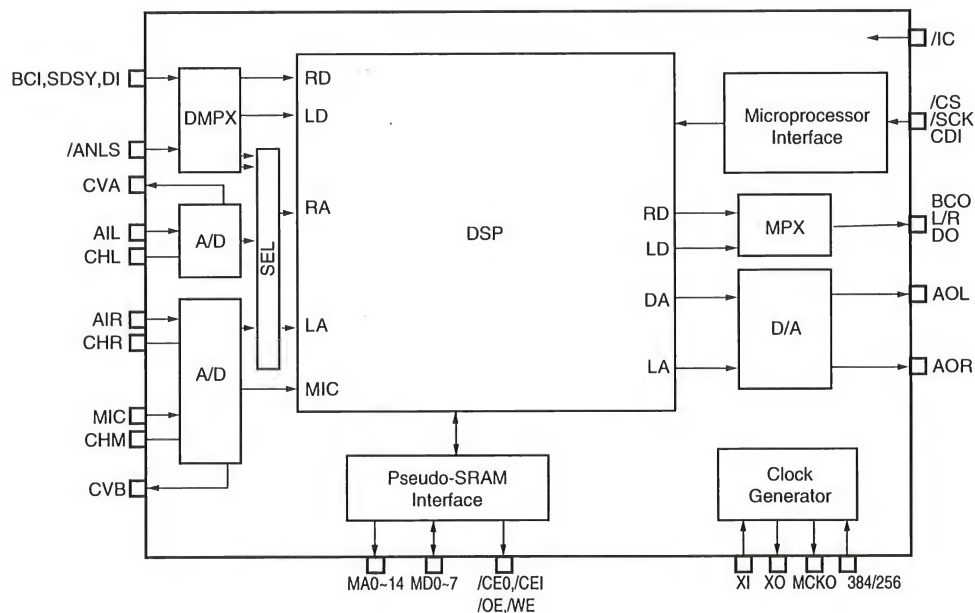 /IC
BCI,SDSY,DI
RD
DMPX
LD
/ANLS
CVA
AIL
A/D
CHL
SEL
RA
DSP
AIR
CHR
A/D
LA
MIC
MIC
CHM
CVB
Microprocessor
Interface
/CS
/SCK
CDI
RD
LD
MPX
BCO
L/R
DO
DA
LA
D/A
AOL
AOR
Pseudo-SRAM
Interface
Clock
Generator
MA0~14
MD0~7
/CE0,/CEI
/OE,/WE
XI
XO
MCKO
384/256